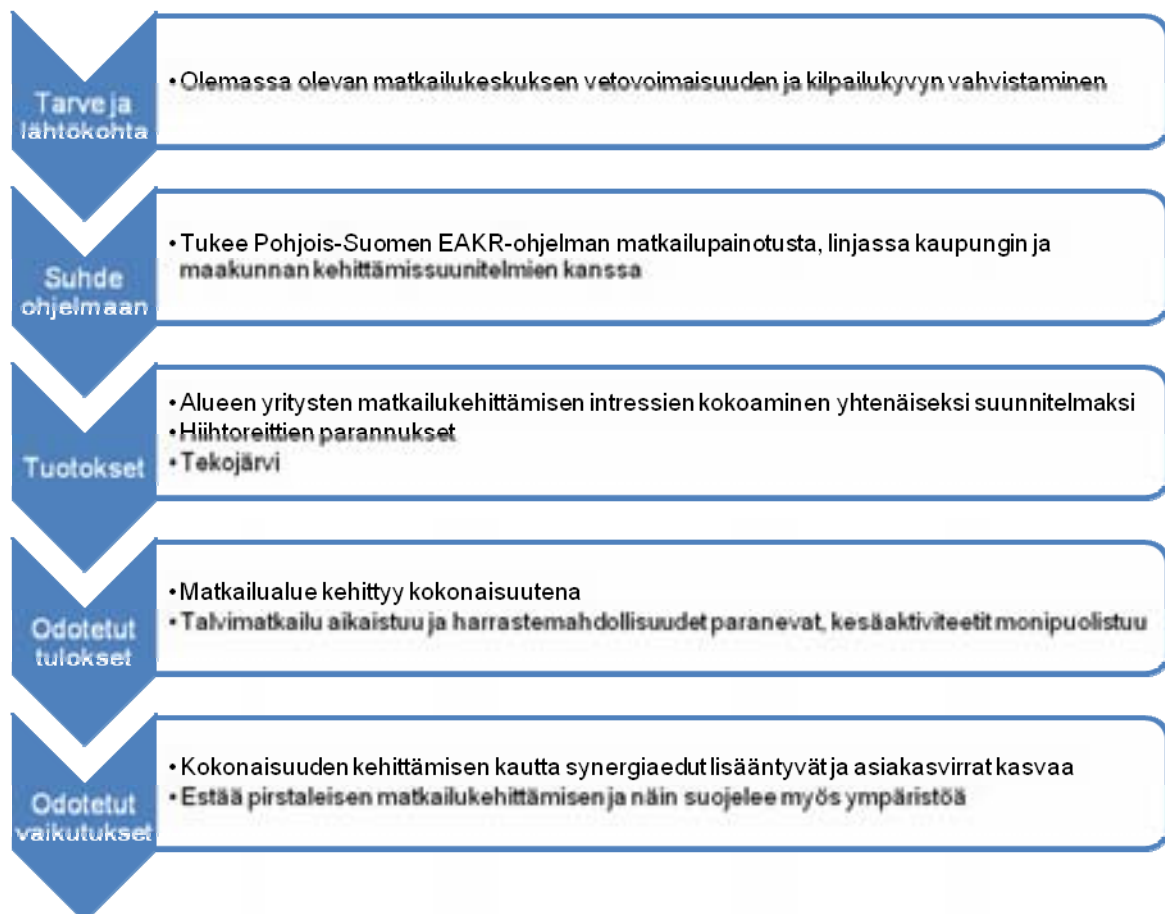 Tarve ja
lähtökohta
• Olemassa olevan matkailukeskuksen vetovoimaisuuden ja kilpailukyvyn vahvistaminen
Suhde
ohjelmaan
• Tukee Pohjois-Suomen EAKR-ohjelman matkailupainotusta, linjassa kaupungin ja
maakunnan kehittämissuunitelmien kanssa
Tuotokset
• Alueen yritysten matkailukehittämisen intressien kokoaminen yhtenäiseksi suunnitelmaksi
• Hiihtoreittien parannukset
• Tekojärvi
Odotetut
tulokset
• Matkailualue kehittyy kokonaisuutena
• Talvimatkailu aikaistuu ja harrastemahdollisuudet paranevat, kesäaktiviteetit monipuolistuu
Odotetut
vaikutukset
• Kokonaisuuden kehittämisen kautta synergiaedut lisääntyvät ja asiakasvirrat kasvaa
• Estää pirstaleisen matkailukehittämisen ja näin suojelee myös ympäristöä